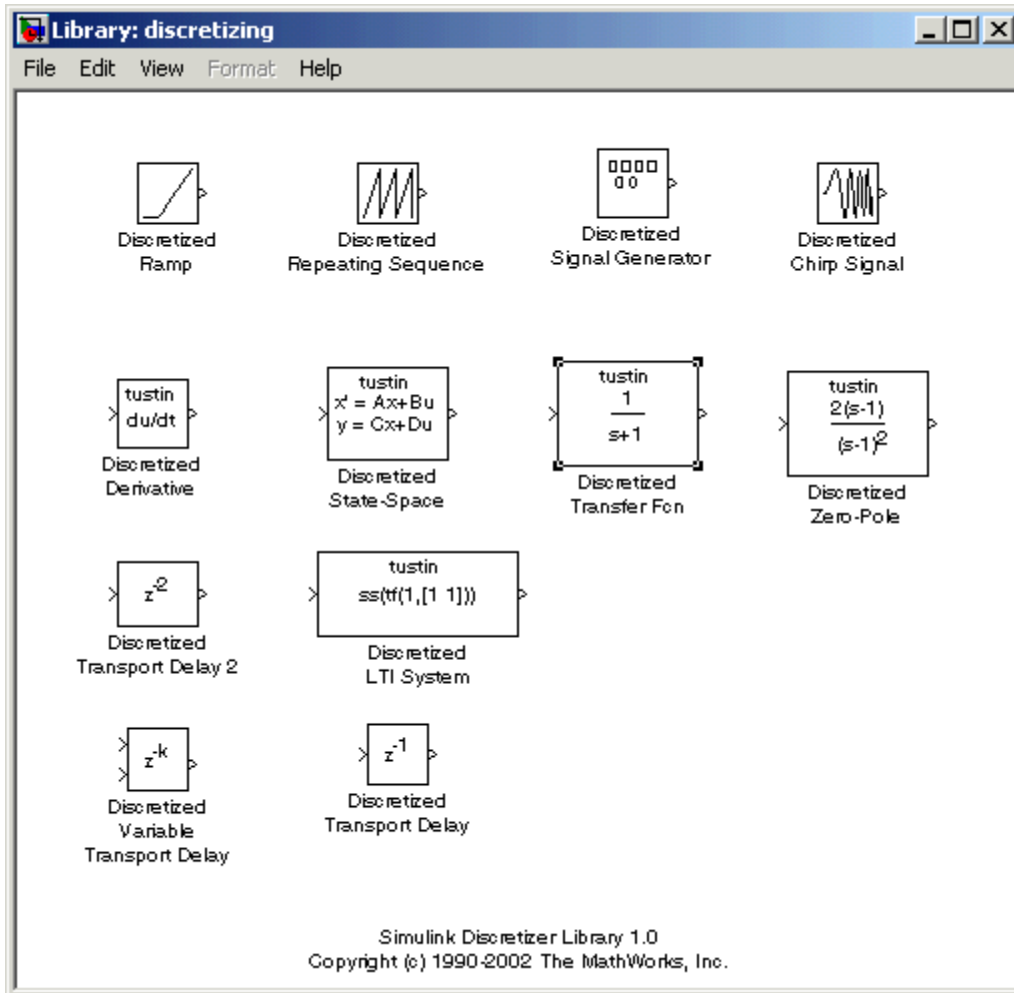 Library: discretizing
File Edit View Format Help
Discretized
Ramp
Discretized
Repeating Sequence
Discretized
Signal Generator
Discretized
Chirp Signal
tustin
du/dt
Discretized
Derivative
tustin
x' = Ax+Bu
y = Cx+Du
Discretized
State-Space
tustin
1
s+1
Discretized
Transfer Fcn
tustin
2(s-1)
(s-1)²
Discretized
Zero-Pole
z⁻²
Discretized
Transport Delay 2
tustin
ss(tf(1,[1 1]))
Discretized
LTI System
z⁻ᵏ
Discretized
Variable
Transport Delay
z⁻¹
Discretized
Transport Delay
Simulink Discretizer Library 1.0
Copyright (c) 1990-2002 The MathWorks, Inc.